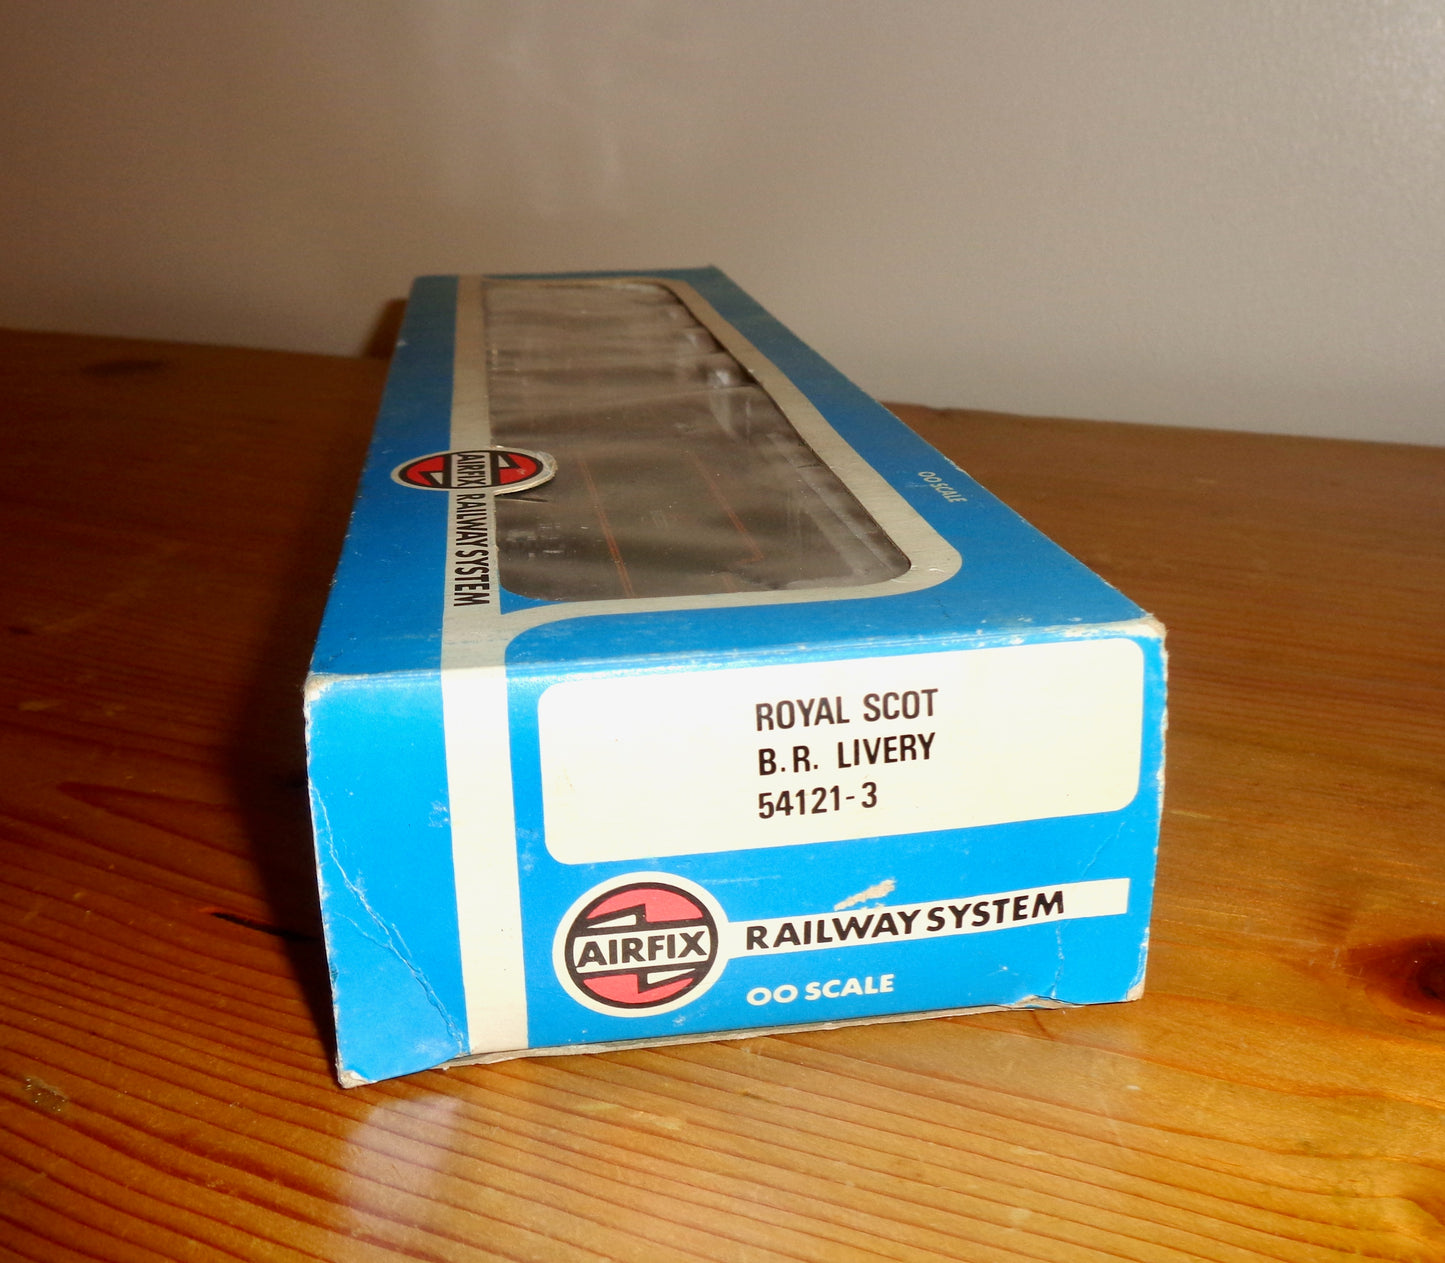 AIRFIX RAILWAY SYSTEM
OO SCALE
ROYAL SCOT
B.R. LIVERY
54121-3
AIRFIX RAILWAY SYSTEM
OO SCALE